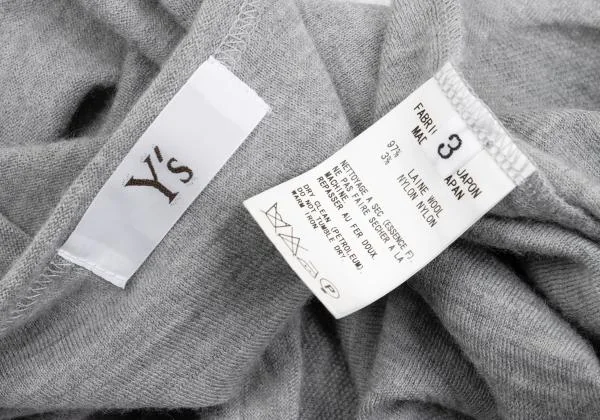 Y's
FABRI
MAD
3
JAPON
APAN
97% LAINE WOOL
3% NYLON NYLON
NETTOYAGE A SEC (ESSENCE F)
NE PAS FAIRE SECHER A LA
MACHINE.
REPASSER AU FER DOUX.
DRY CLEAN (PETROLEUM)
DO NOT TUMBLE DRY.
WARM IRON
P